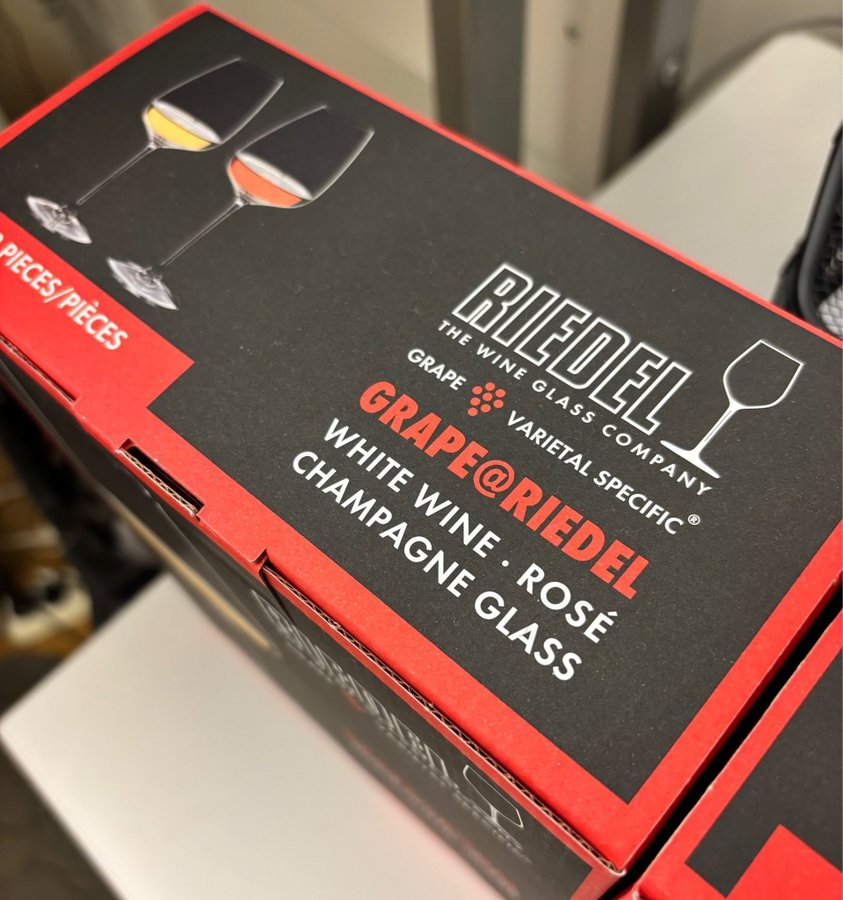 PIECES/PIÈCES
RIEDEL
THE WINE GLASS COMPANY
GRAPE VARIETAL SPECIFIC®
GRAPE@RIEDEL
WHITE WINE · ROSÉ
CHAMPAGNE GLASS